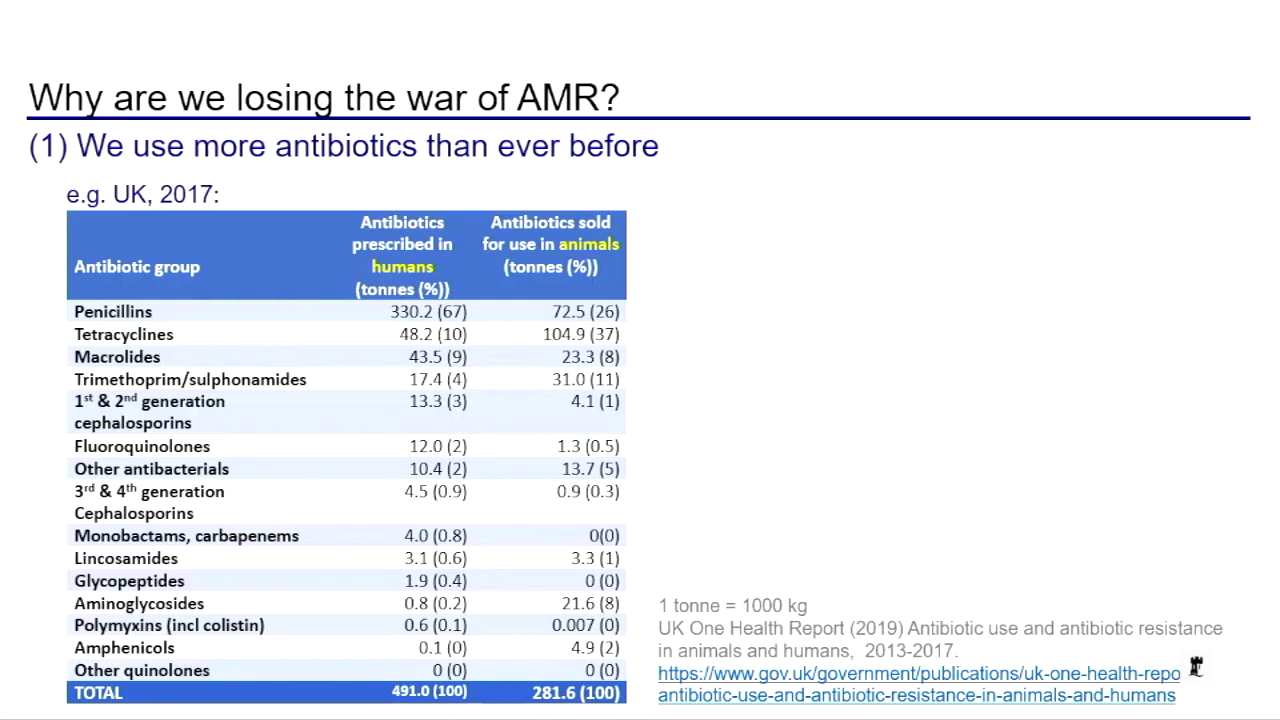 Why are we losing the war of AMR?
(1) We use more antibiotics than ever before
e.g. UK, 2017:
Antibiotic group
Antibiotics prescribed in humans (tonnes (%))
Antibiotics sold for use in animals (tonnes (%))
Penicillins 330.2 (67) 72.5 (26)
Tetracyclines 48.2 (10) 104.9 (37)
Macrolides 43.5 (9) 23.3 (8)
Trimethoprim/sulphonamides 17.4 (4) 31.0 (11)
1st & 2nd generation cephalosporins 13.3 (3) 4.1 (1)
Fluoroquinolones 12.0 (2) 1.3 (0.5)
Other antibacterials 10.4 (2) 13.7 (5)
3rd & 4th generation Cephalosporins 4.5 (0.9) 0.9 (0.3)
Monobactams, carbapenems 4.0 (0.8) 0(0)
Lincosamides 3.1 (0.6) 3.3 (1)
Glycopeptides 1.9 (0.4) 0 (0)
Aminoglycosides 0.8 (0.2) 21.6 (8)
Polymyxins (incl colistin) 0.6 (0.1) 0.007 (0)
Amphenicols 0.1 (0) 4.9 (2)
Other quinolones 0 (0) 0 (0)
TOTAL 491.0 (100) 281.6 (100)
1 tonne = 1000 kg
UK One Health Report (2019) Antibiotic use and antibiotic resistance
in animals and humans, 2013-2017.
https://www.gov.uk/government/publications/uk-one-health-repo
antibiotic-use-and-antibiotic-resistance-in-animals-and-humans